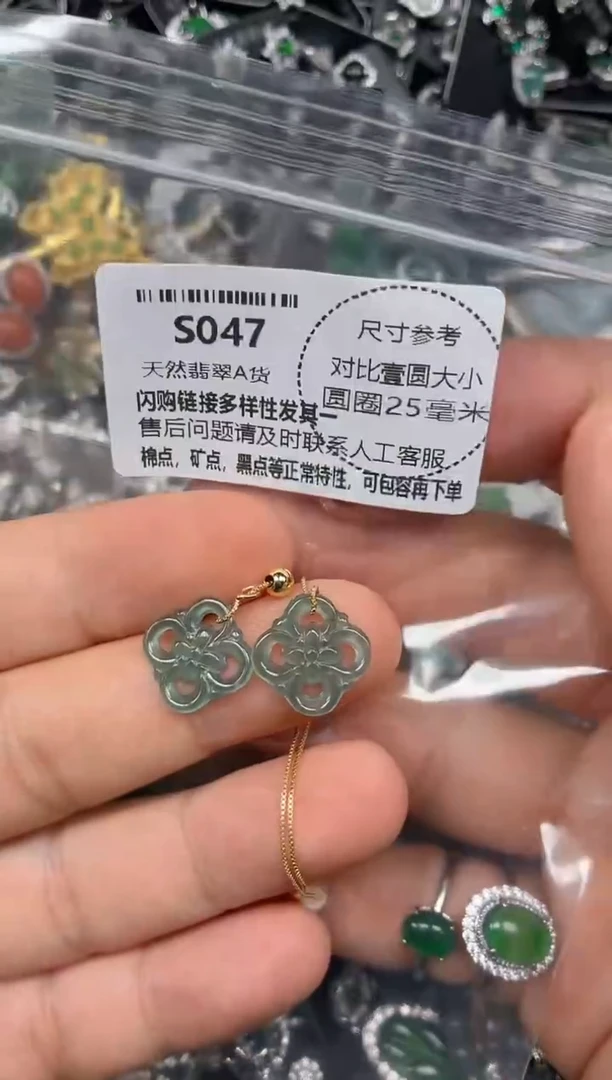 S047
天然翡翠A货
闪购链接多样性发其一
售后问题请及时联系人工客服
棉点，矿点，黑点等正常特性，可包容再下单
尺寸参考
对比壹圆大小
圆圈25毫米